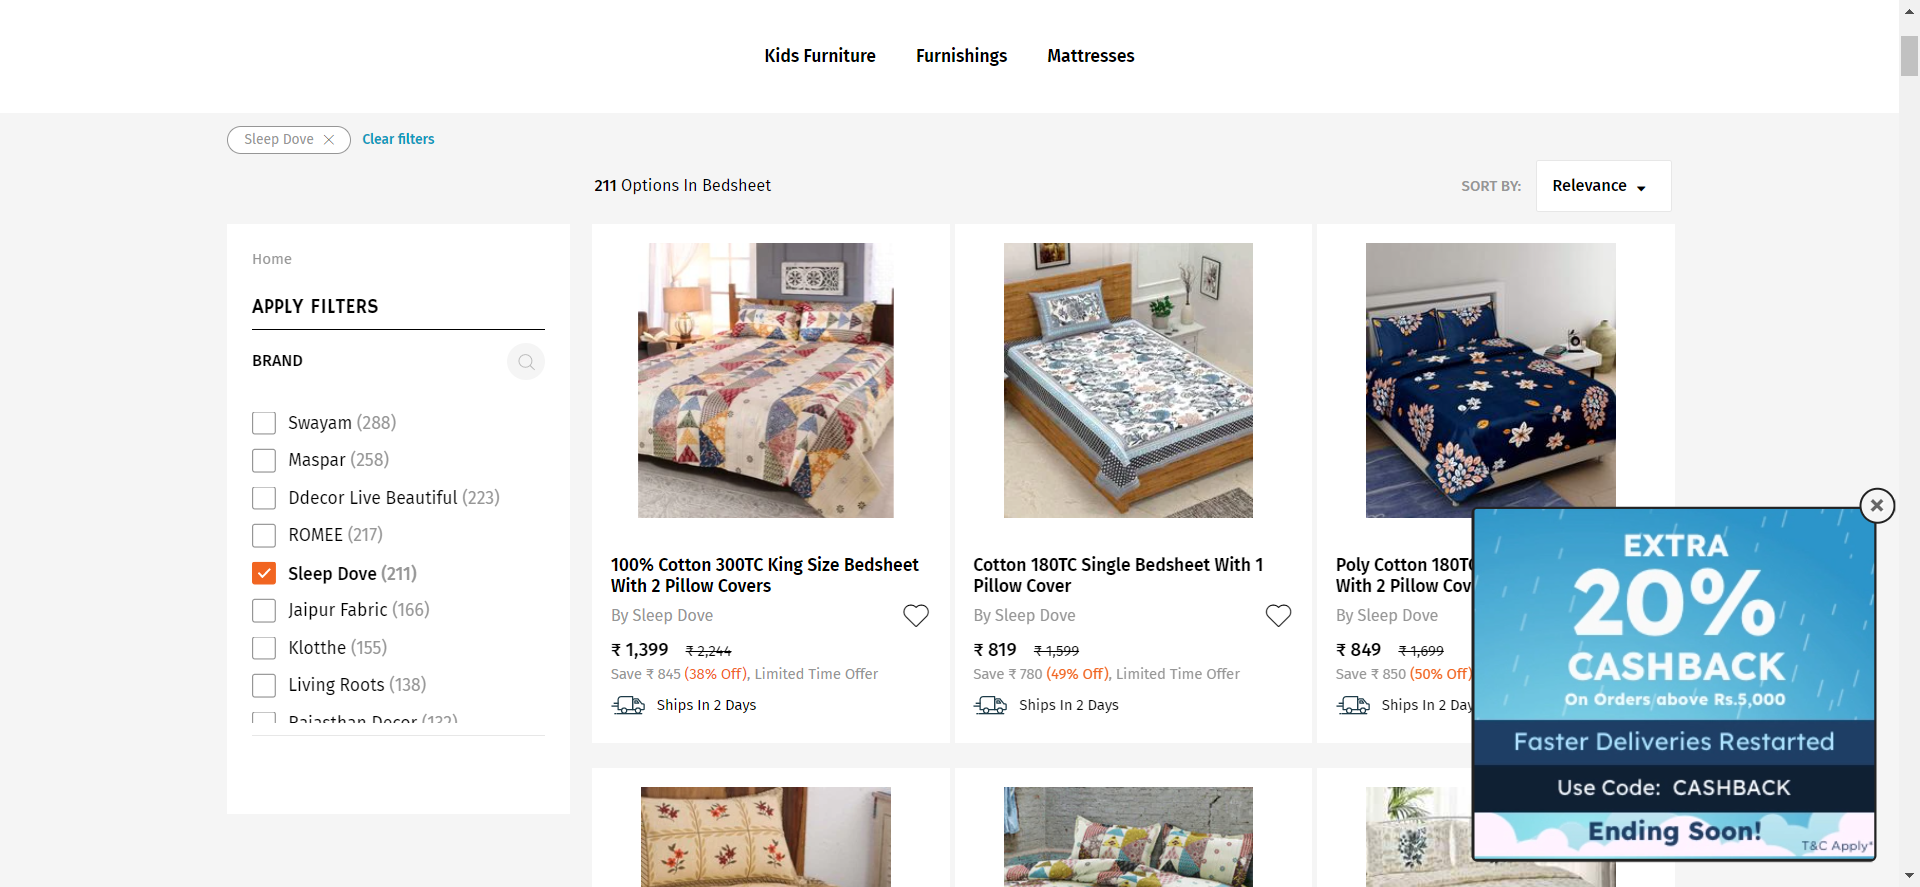 Kids Furniture Furnishings Mattresses
Sleep Dove Clear filters
211 Options In Bedsheet
SORT BY: Relevance
Home
APPLY FILTERS
BRAND
Swayam (288)
Maspar (258)
Ddecor Live Beautiful (223)
ROMEE (217)
Sleep Dove (211)
Jaipur Fabric (166)
Klotthe (155)
Living Roots (138)
Rajasthan Decor (132)
100% Cotton 300TC King Size Bedsheet
With 2 Pillow Covers
By Sleep Dove
₹ 1,399 ₹ 2,244
Save ₹ 845 (38% Off), Limited Time Offer
Ships In 2 Days
Cotton 180TC Single Bedsheet With 1
Pillow Cover
By Sleep Dove
₹ 819 ₹ 1,599
Save ₹ 780 (49% Off), Limited Time Offer
Ships In 2 Days
Poly Cotton 180TC
With 2 Pillow Cov
By Sleep Dove
₹ 849 ₹ 1,699
Save ₹ 850 (50% Off)
Ships In 2 Day
EXTRA
20%
CASHBACK
On Orders above Rs.5,000
Faster Deliveries Restarted
Use Code: CASHBACK
Ending Soon!
T&C Apply*